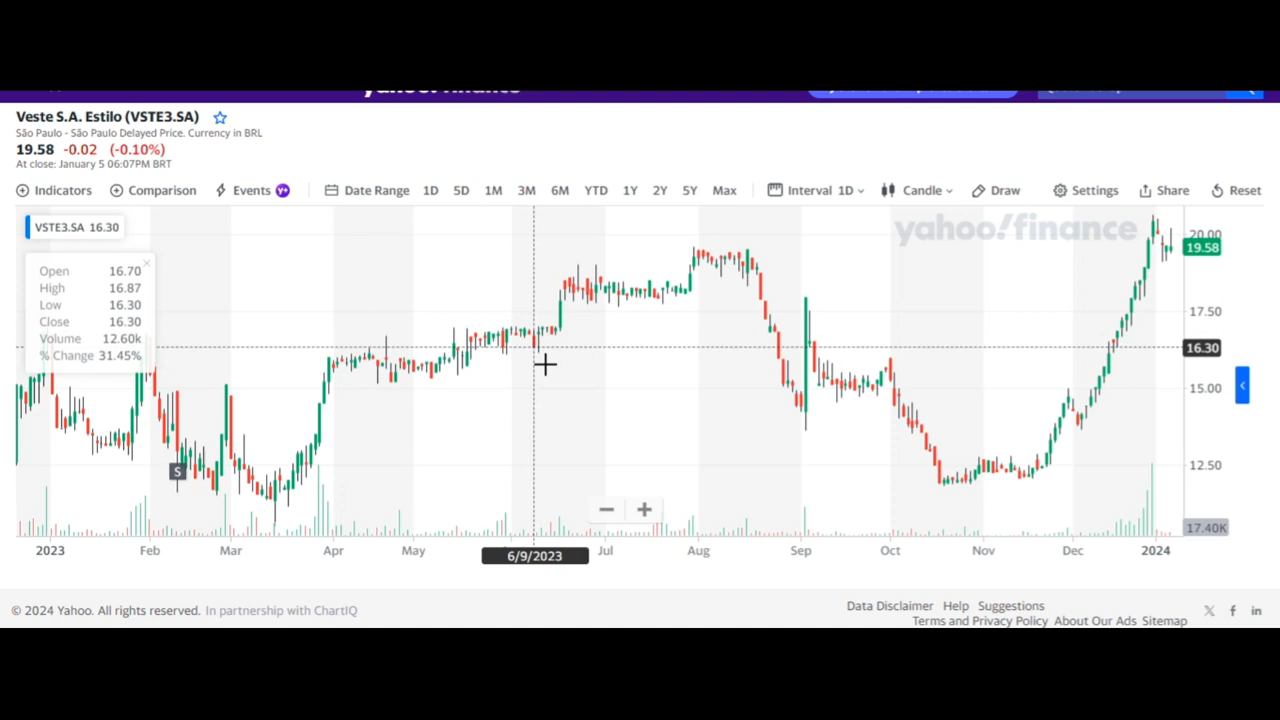 yahoo!finance
Veste S.A. Estilo (VSTE3.SA)
São Paulo - São Paulo Delayed Price. Currency in BRL
19.58 -0.02 (-0.10%)
At close: January 5 06:07PM BRT
Indicators Comparison Events Y+ Date Range 1D 5D 1M 3M 6M YTD 1Y 2Y 5Y Max Interval 1D Candle Draw Settings Share Reset
VSTE3.SA 16.30
yahoo!finance
20.00
19.58
Open 16.70
High 16.87
Low 16.30
Close 16.30
Volume 12.60k
% Change 31.45%
17.50
16.30
15.00
12.50
S
17.40K
2023 Feb Mar Apr May 6/9/2023 Jul Aug Sep Oct Nov Dec 2024
© 2024 Yahoo. All rights reserved. In partnership with ChartIQ
Data Disclaimer Help Suggestions
Terms and Privacy Policy About Our Ads Sitemap